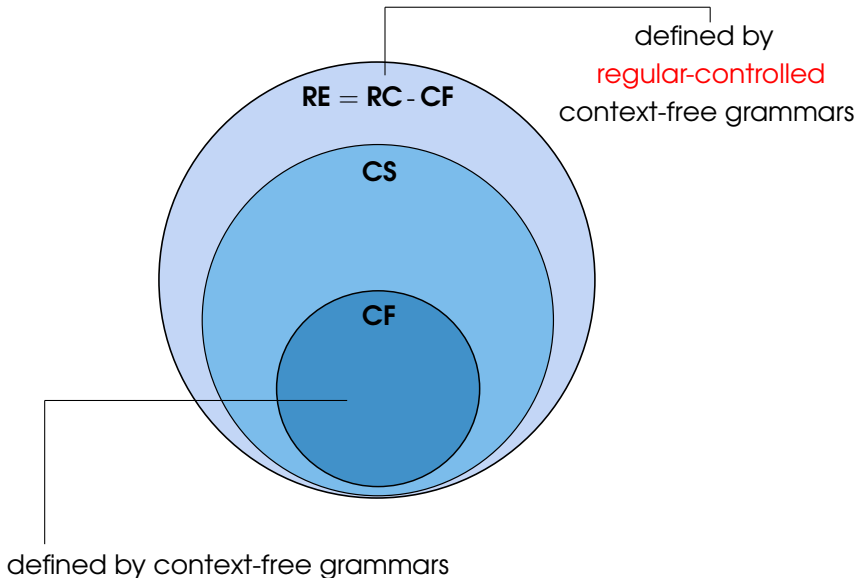 defined by
regular-controlled
context-free grammars
RE = RC - CF
CS
CF
defined by context-free grammars